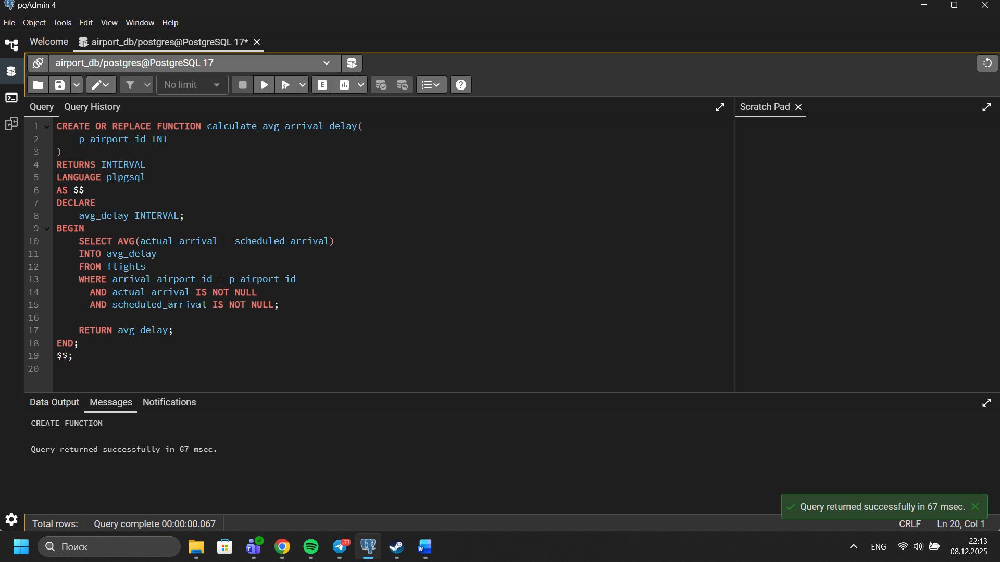 pgAdmin 4
File Object Tools Edit View Window Help
Welcome airport_db/postgres@PostgreSQL 17*
airport_db/postgres@PostgreSQL 17
No limit
E
Query Query History
Scratch Pad
1 CREATE OR REPLACE FUNCTION calculate_avg_arrival_delay(
2 p_airport_id INT
3 )
4 RETURNS INTERVAL
5 LANGUAGE plpgsql
6 AS $$
7 DECLARE
8 avg_delay INTERVAL;
9 BEGIN
10 SELECT AVG(actual_arrival - scheduled_arrival)
11 INTO avg_delay
12 FROM flights
13 WHERE arrival_airport_id = p_airport_id
14 AND actual_arrival IS NOT NULL
15 AND scheduled_arrival IS NOT NULL;
16
17 RETURN avg_delay;
18 END;
19 $$;
20
Data Output Messages Notifications
CREATE FUNCTION
Query returned successfully in 67 msec.
Query returned successfully in 67 msec.
Total rows: Query complete 00:00:00.067
CRLF Ln 20, Col 1
Поиск
T
..77
W
ENG
22:13
08.12.2025